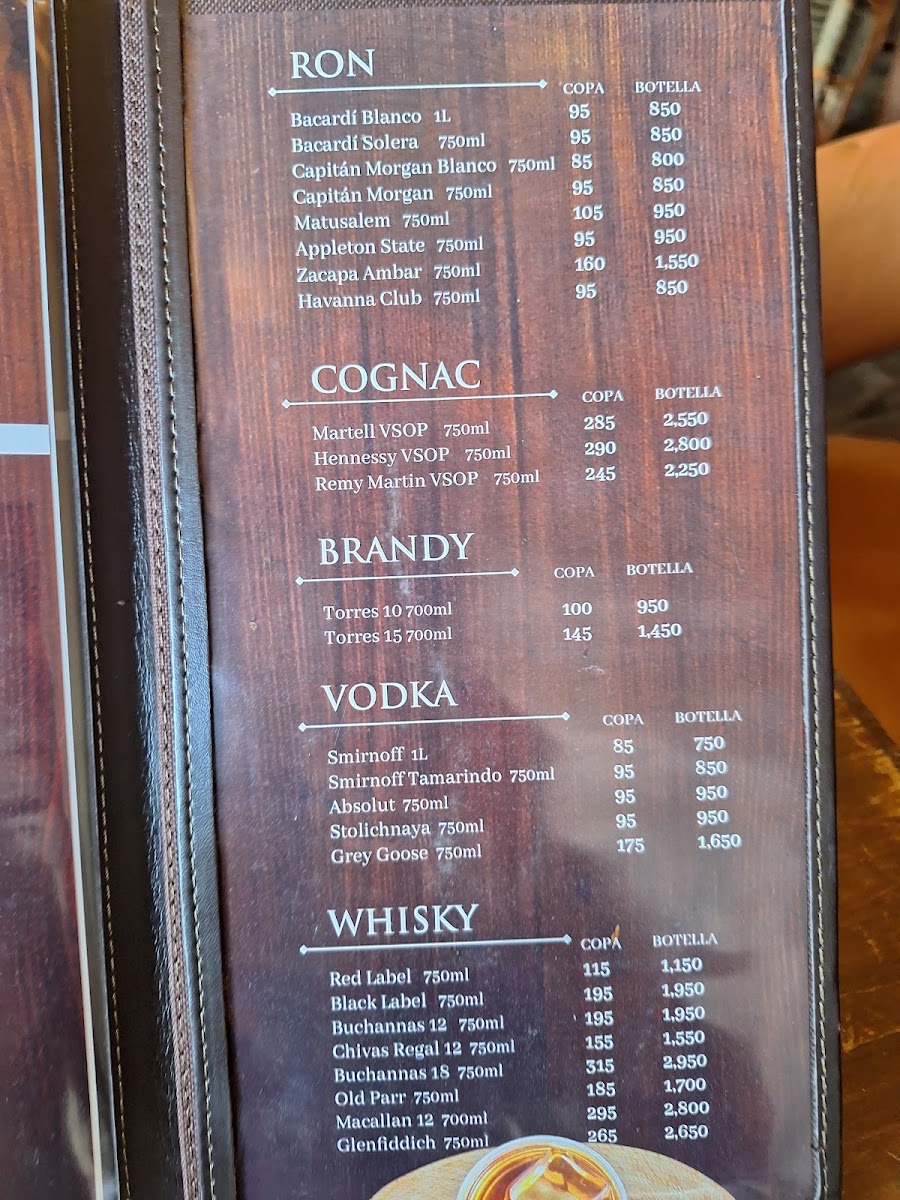 RON
COPA BOTELLA
Bacardí Blanco 1L 95 850
Bacardí Solera 750ml 95 850
Capitán Morgan Blanco 750ml 85 800
Capitán Morgan 750ml 95 850
Matusalem 750ml 105 950
Appleton State 750ml 95 950
Zacapa Ambar 750ml 160 1,550
Havanna Club 750ml 95 850
COGNAC
COPA BOTELLA
Martell VSOP 750ml 285 2,550
Hennessy VSOP 750ml 290 2,800
Remy Martin VSOP 750ml 245 2,250
BRANDY
COPA BOTELLA
Torres 10 700ml 100 950
Torres 15 700ml 145 1,450
VODKA
COPA BOTELLA
Smirnoff 1L 85 750
Smirnoff Tamarindo 750ml 95 850
Absolut 750ml 95 950
Stolichnaya 750ml 95 950
Grey Goose 750ml 175 1,650
WHISKY
COPA BOTELLA
Red Label 750ml 115 1,150
Black Label 750ml 195 1,950
Buchannas 12 750ml 195 1,950
Chivas Regal 12 750ml 155 1,550
Buchannas 18 750ml 315 2,950
Old Parr 750ml 185 1,700
Macallan 12 700ml 295 2,800
Glenfiddich 750ml 265 2,650